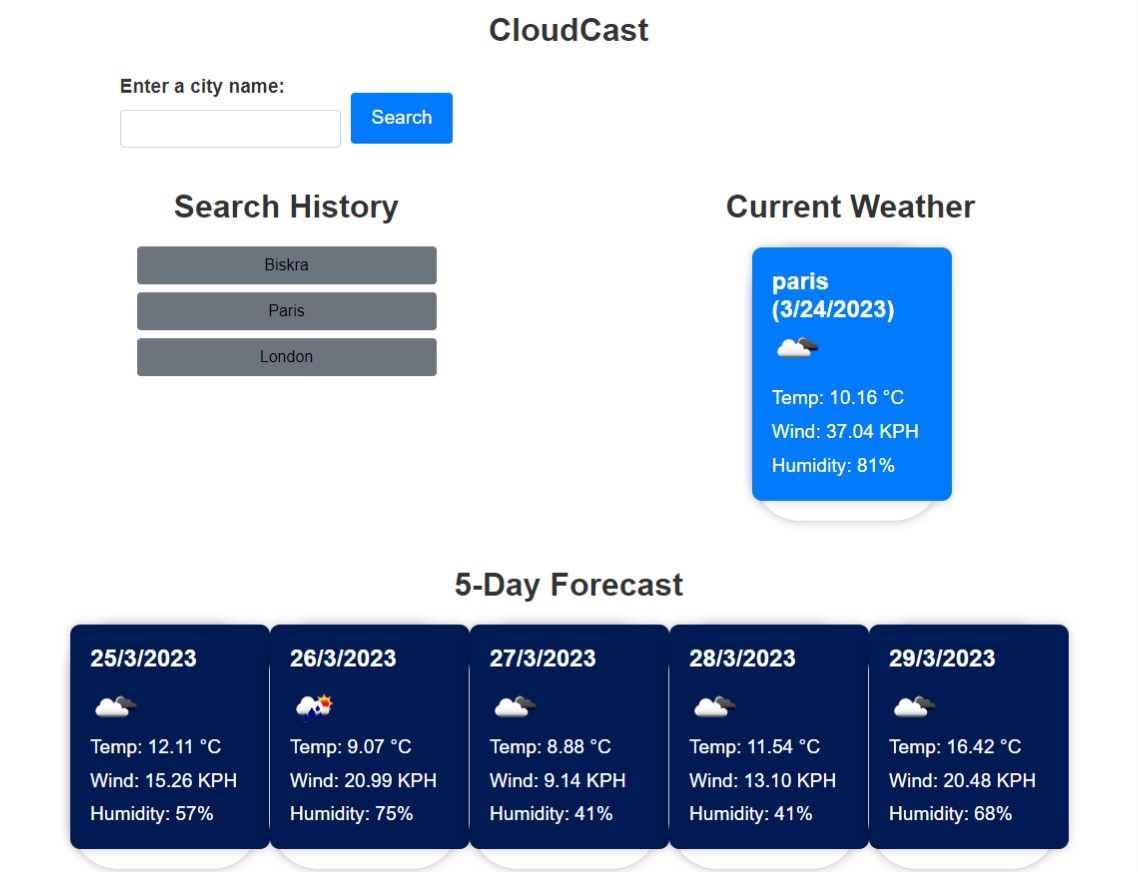 CloudCast
Enter a city name:
Search
Search History
Biskra
Paris
London
Current Weather
paris
(3/24/2023)
Temp: 10.16 °C
Wind: 37.04 KPH
Humidity: 81%
5-Day Forecast
25/3/2023
Temp: 12.11 °C
Wind: 15.26 KPH
Humidity: 57%
26/3/2023
Temp: 9.07 °C
Wind: 20.99 KPH
Humidity: 75%
27/3/2023
Temp: 8.88 °C
Wind: 9.14 KPH
Humidity: 41%
28/3/2023
Temp: 11.54 °C
Wind: 13.10 KPH
Humidity: 41%
29/3/2023
Temp: 16.42 °C
Wind: 20.48 KPH
Humidity: 68%